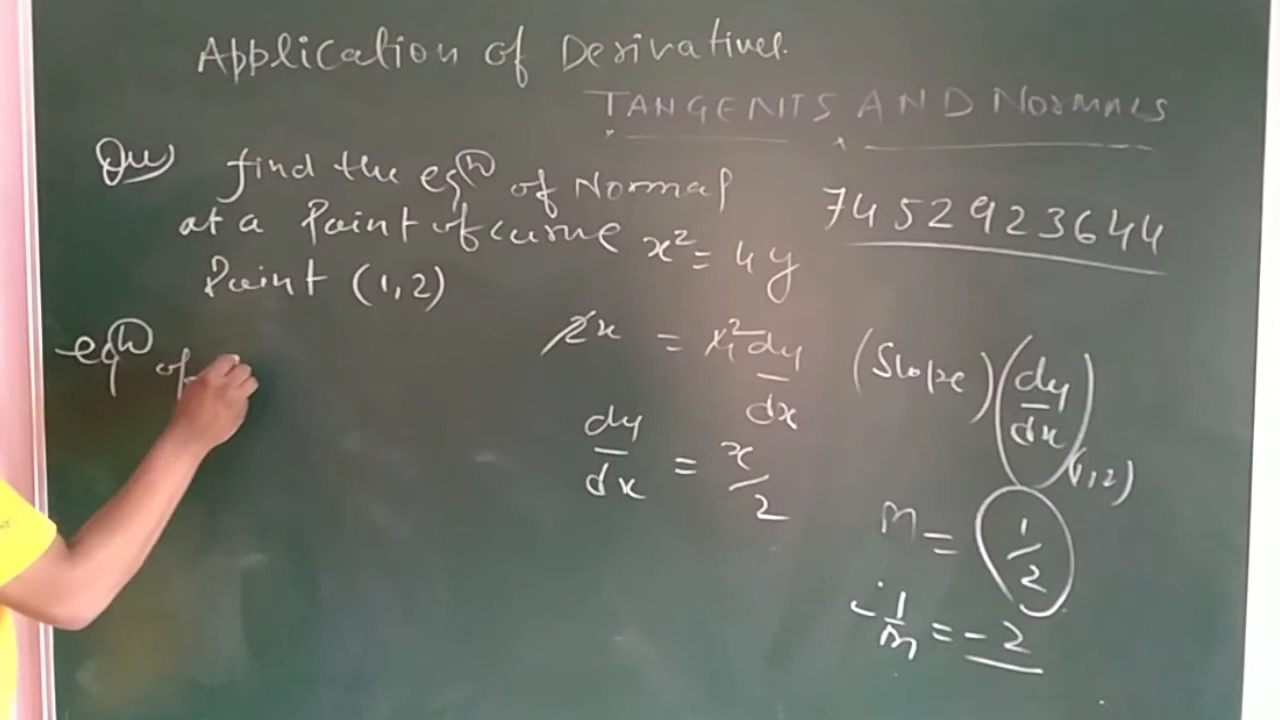 Application of Derivatives.
TANGENTS AND NORMALS
Que find the eqn of Normal
at a Point of curve x² = 4y
Point (1,2)
7452923644
eqn of
2x = 4 2 dy/dx
(Slope) (dy/dx) (1,2)
dy/dx = x/2
m = 1/2
-1/m = -2